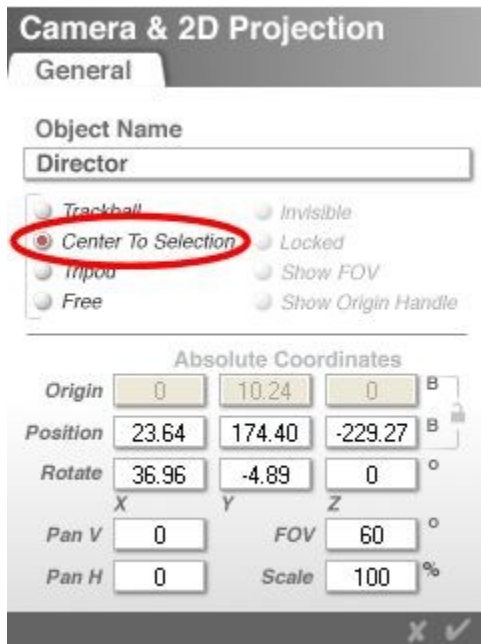 Camera & 2D Projection
General
Object Name
Director
Trackball Invisible
Center To Selection Locked
Tripod Show FOV
Free Show Origin Handle
Absolute Coordinates
Origin 0 10.24 0 B
Position 23.64 174.40 -229.27 B
Rotate 36.96 -4.89 0 °
X Y Z
Pan V 0 FOV 60 °
Pan H 0 Scale 100 %